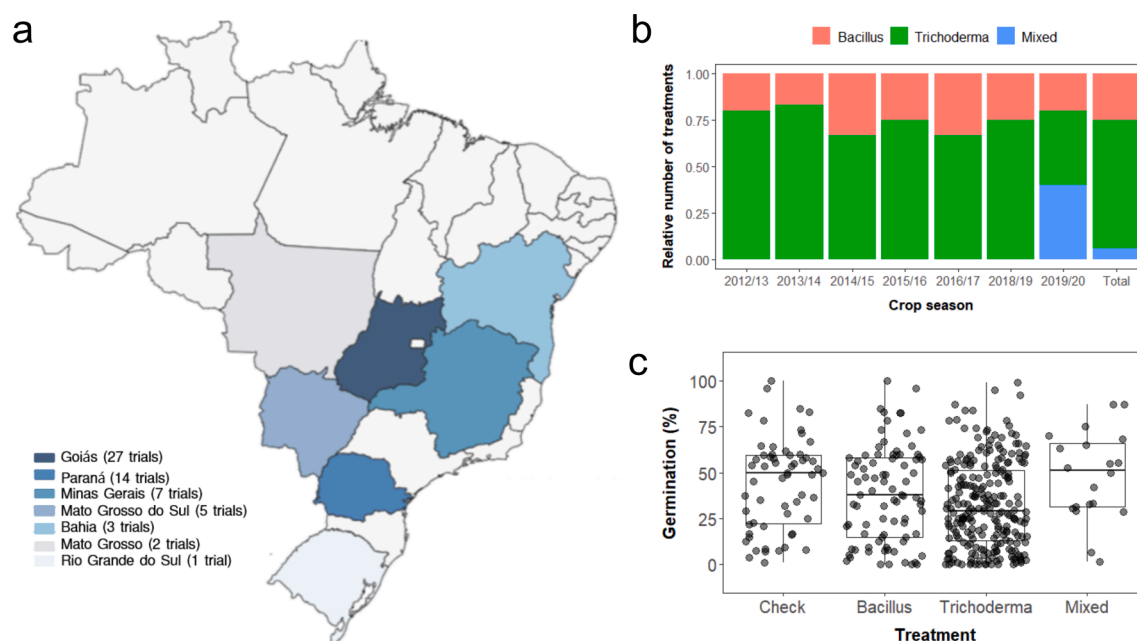 a
Goiás (27 trials)
Paraná (14 trials)
Minas Gerais (7 trials)
Mato Grosso do Sul (5 trials)
Bahia (3 trials)
Mato Grosso (2 trials)
Rio Grande do Sul (1 trial)
b
Bacillus Trichoderma Mixed
Relative number of treatments
1.00
0.75
0.50
0.25
0.00
2012/13 2013/14 2014/15 2015/16 2016/17 2018/19 2019/20 Total
Crop season
c
Germination (%)
100
75
50
25
0
Check Bacillus Trichoderma Mixed
Treatment